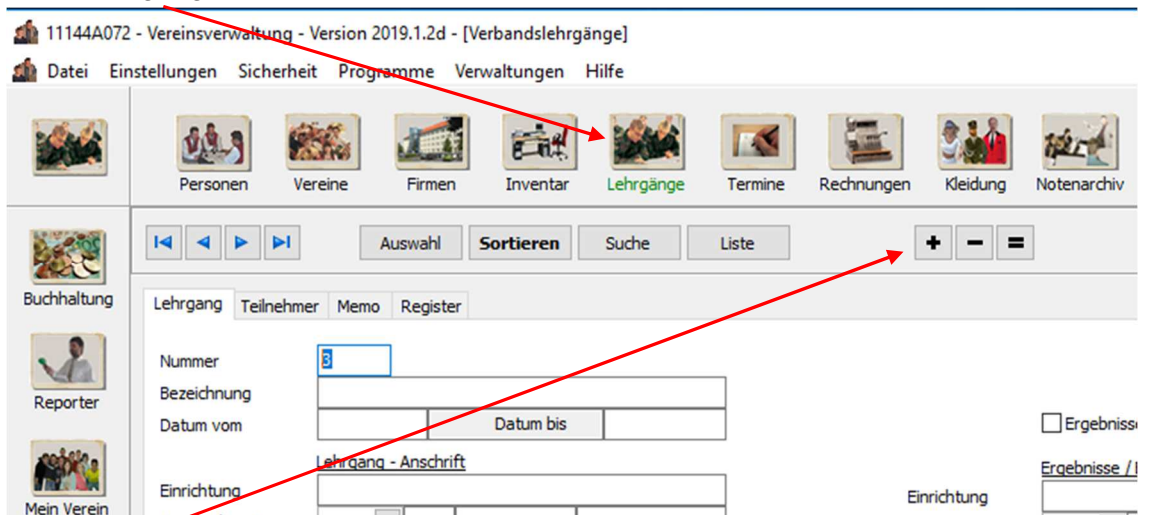 11144A072 - Vereinsverwaltung - Version 2019.1.2d - [Verbandslehrgänge]
Datei Einstellungen Sicherheit Programme Verwaltungen Hilfe
Personen Vereine Firmen Inventar Lehrgänge Termine Rechnungen Kleidung Notenarchiv
Auswahl Sortieren Suche Liste + - =
Buchhaltung
Lehrgang Teilnehmer Memo Register
Nummer 3
Reporter
Bezeichnung
Datum vom Datum bis
Lehrgang - Anschrift
Ergebnisse /
Einrichtung Einrichtung
Mein Verein